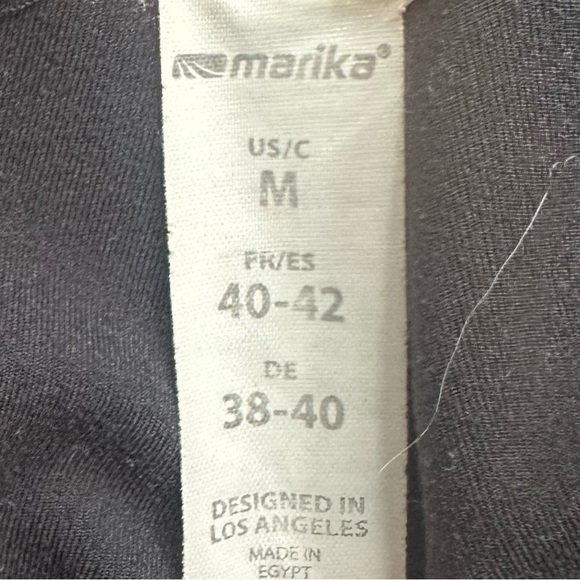 marika®
US/C
M
FR/ES
40-42
DE
38-40
DESIGNED IN
LOS ANGELES
MADE IN
EGYPT